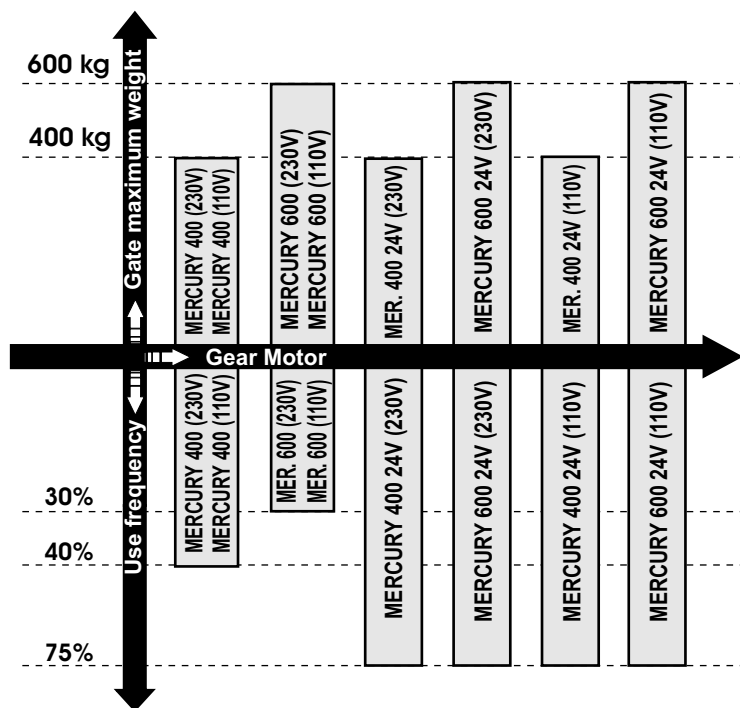 600 kg
400 kg
Gate maximum weight
MERCURY 400 (230V)
MERCURY 400 (110V)
MERCURY 600 (230V)
MERCURY 600 (110V)
MER. 400 24V (230V)
MERCURY 600 24V (230V)
MER. 400 24V (110V)
MERCURY 600 24V (110V)
Gear Motor
Use frequency
MERCURY 400 (230V)
MERCURY 400 (110V)
MER. 600 (230V)
MER. 600 (110V)
MERCURY 400 24V (230V)
MERCURY 600 24V (230V)
MERCURY 400 24V (110V)
MERCURY 600 24V (110V)
30%
40%
75%